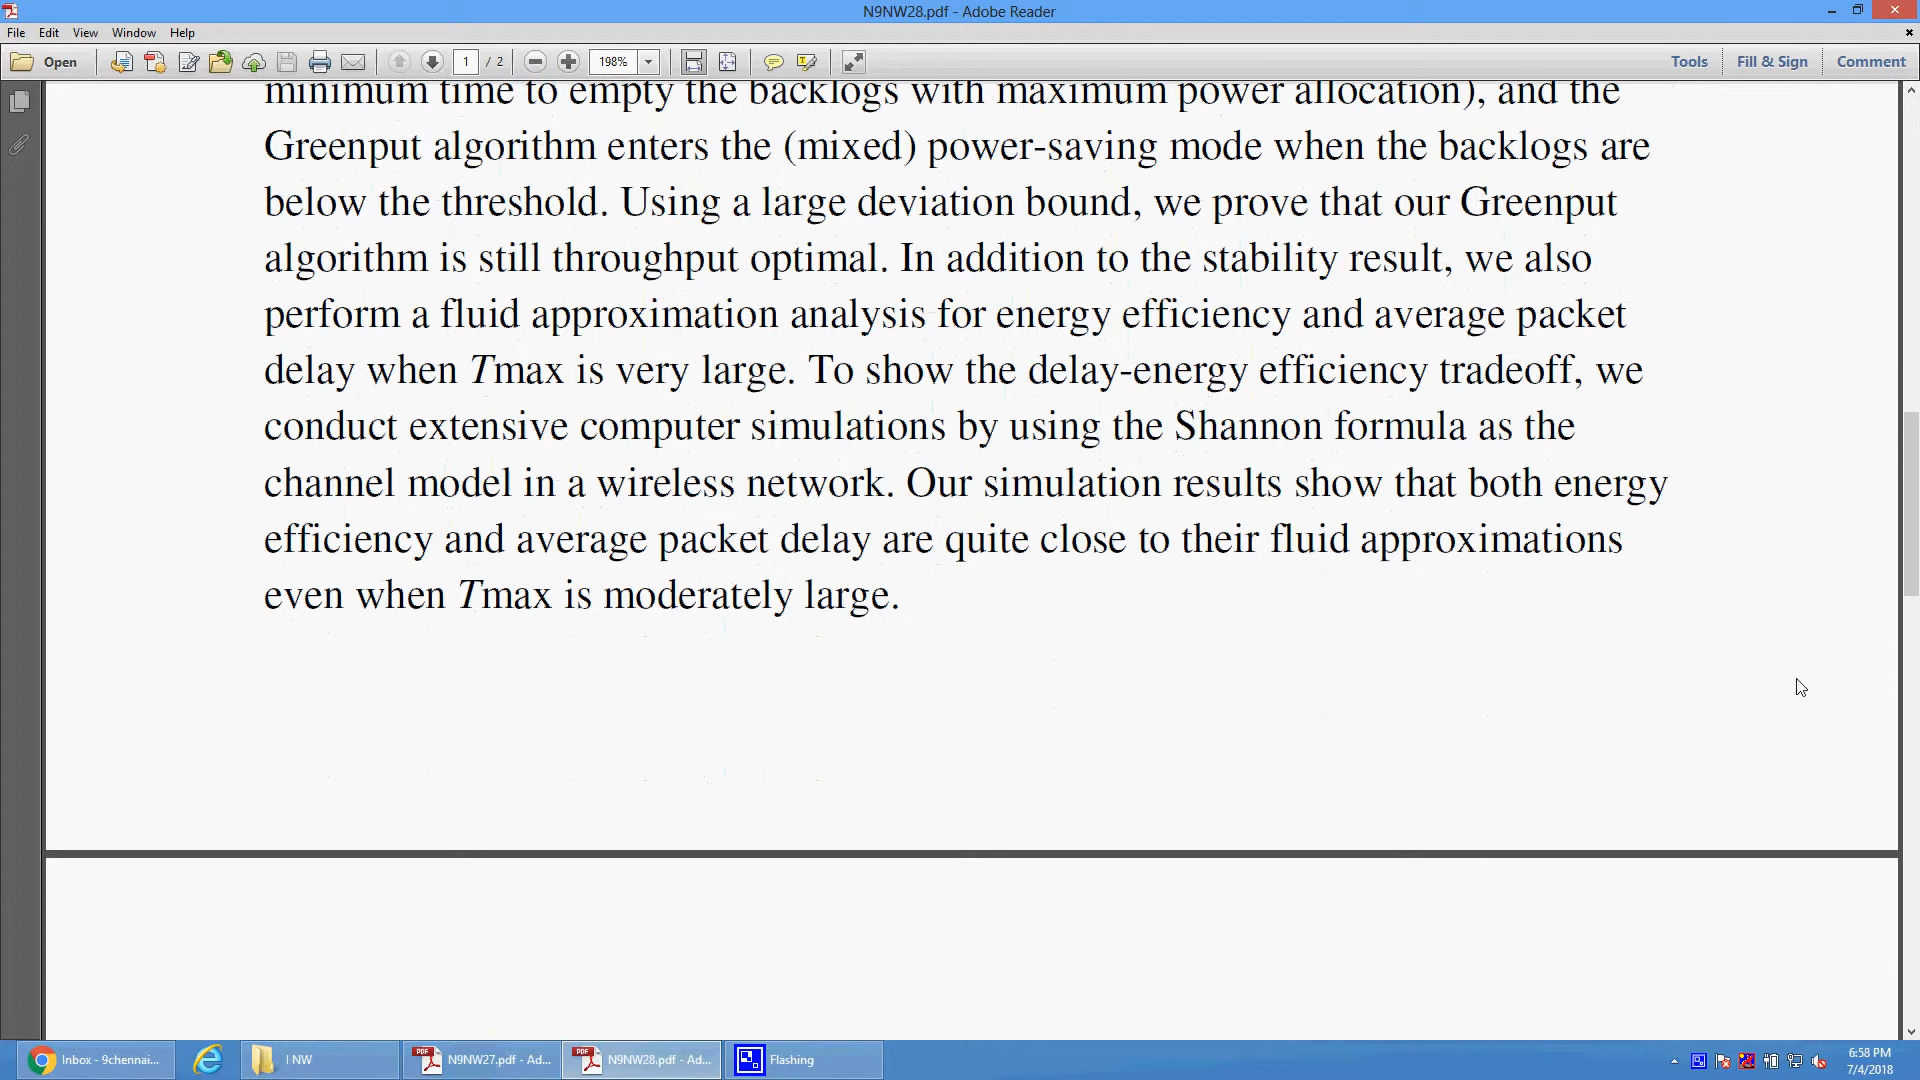 N9NW28.pdf - Adobe Reader
File Edit View Window Help
Open 1 / 2 198% Tools Fill & Sign Comment
minimum time to empty the backlogs with maximum power allocation), and the
Greenput algorithm enters the (mixed) power-saving mode when the backlogs are
below the threshold. Using a large deviation bound, we prove that our Greenput
algorithm is still throughput optimal. In addition to the stability result, we also
perform a fluid approximation analysis for energy efficiency and average packet
delay when Tmax is very large. To show the delay-energy efficiency tradeoff, we
conduct extensive computer simulations by using the Shannon formula as the
channel model in a wireless network. Our simulation results show that both energy
efficiency and average packet delay are quite close to their fluid approximations
even when Tmax is moderately large.
Inbox - 9chennai... I NW N9NW27.pdf - Ad... N9NW28.pdf - Ad... Flashing 6:58 PM
7/4/2018